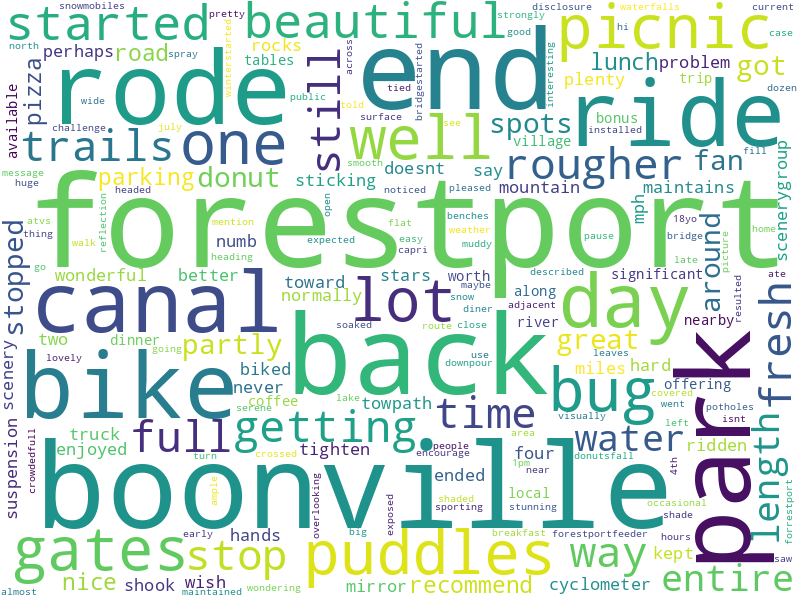 snowmobiles
pretty
started
beautiful
picnic
strongly
disclosure
waterfalls
current
north
spray
good
hi
case
perhaps
road
rocks
across
lunch
problem
got
tables
winterstarted
interesting
plenty
trip
pizza
rode
end
ride
wide
public
bridgestarted
bonus
dozen
available
challenge
july
told
tied
surface
see
spots
village
installed
fill
still
well
trails
one
smooth
doesnt
say
rougher
fan
message
huge
parking
donut
sticking
noticed
pleased
mountain
maintains
scenerygroup
atvs
thing
headed
reflection
mention
open
flat
benches
18yo
home
forestport
walk
numb
heading
expected
easy
capri
weather
muddy
pause
mph
bridge
picture
go
wonderful
better
toward
stars
worth
described
significant
around
late
ate
stopped
normally
maybe
along
adjacent
resulted
canal
lot
snow
diner
river
day
nearby
soaked
route
close
fresh
two
dinner
partly
use
great
lovely
going
downpour
leaves
miles
hard
offering
park
scenery
bike
biked
back
visually
covered
never
lake
bug
went
potholes
coffee
towpath
time
left
isnt
serene
getting
truck
full
water
ridden
length
suspension
enjoyed
crowdedfull
turn
crossed
tighten
people
area
four
donutsfall
encourage
1pm
near
4th
boonville
ample
overlooking
exposed
ended
local
shaded
sporting
stunning
occasional
shade
forrestport
gates
early
hands
big
breakfast
forestportfeeder
way
kept
hours
saw
stop
puddles
entire
nice
shook
wish
mirror
recommend
cyclometer
almost
maintained
wondering